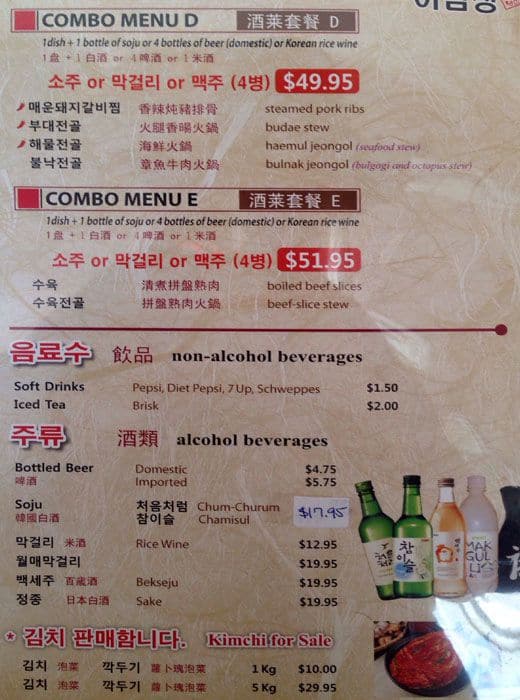 COMBO MENU D 酒莱套餐 D
1dish + 1 bottle of soju or 4 bottles of beer (domestic) or Korean rice wine
1 盘 + 1 白酒 or 4 啤酒 or 1 米酒
소주 or 막걸리 or 맥주 (4병) $49.95
매운돼지갈비찜 香辣炖豬排骨 steamed pork ribs
부대전골 火腿香暘火鍋 budae stew
해물전골 海鮮火鍋 haemul jeongol (seafood stew)
불낙전골 章魚牛肉火鍋 bulnak jeongol (bulgogi and octopus stew)
COMBO MENU E 酒莱套餐 E
1dish + 1 bottle of soju or 4 bottles of beer (domestic) or Korean rice wine
1 盘 + 1 白酒 or 4 啤酒 or 1 米酒
소주 or 막걸리 or 맥주 (4병) $51.95
수육 清煮拼盤熟肉 boiled beef slices
수육전골 拼盤熟肉火鍋 beef-slice stew
음료수 飲品 non-alcohol beverages
Soft Drinks Pepsi, Diet Pepsi, 7 Up, Schweppes $1.50
Iced Tea Brisk $2.00
주류 酒類 alcohol beverages
Bottled Beer Domestic $4.75
啤酒 Imported $5.75
Soju 처음처럼 Chum-Churum $17.95
韓國白酒 참이슬 Chamisul
막걸리 米酒 Rice Wine $12.95
월매막걸리 $19.95
백세주 百歳酒 Bekseju $19.95
정종 日本白酒 Sake $19.95
참이슬
MAK GUL LI
* 김치 판매합니다. Kimchi for Sale
김치 泡菜 깍두기 蘿卜瑰泡菜 1 Kg $10.00
김치 泡菜 깍두기 蘿卜瑰泡菜 5 Kg $29.95